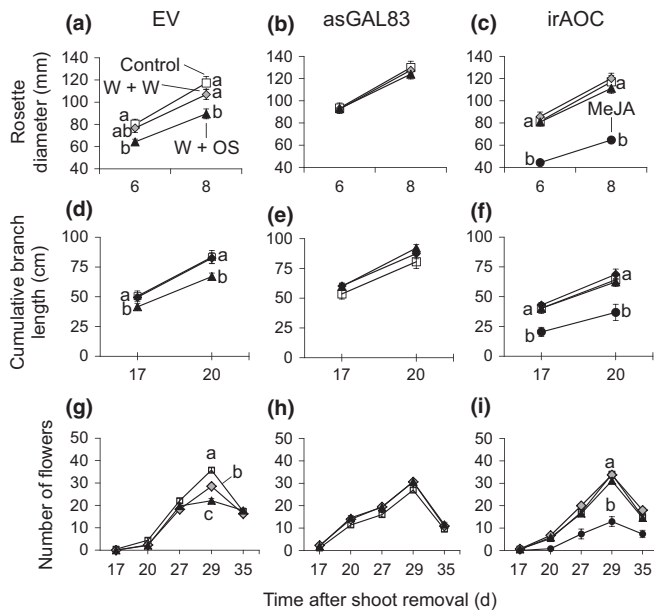 EV
asGAL83
irAOC
(a)
(b)
(c)
Rosette
diameter (mm)
140
120
100
80
60
40
Control
W + W
W + OS
a
ab
b
a
a
b
6
8
140
120
100
80
60
40
6
8
140
120
100
80
60
40
MeJA
a
b
a
b
6
8
(d)
(e)
(f)
Cumulative branch
length (cm)
100
75
50
25
0
a
b
a
b
17
20
100
75
50
25
0
17
20
100
75
50
25
0
a
b
a
b
17
20
(g)
(h)
(i)
Number of flowers
50
40
30
20
10
0
a
b
c
17 20 27 29 35
50
40
30
20
10
0
17 20 27 29 35
50
40
30
20
10
0
a
b
17 20 27 29 35
Time after shoot removal (d)